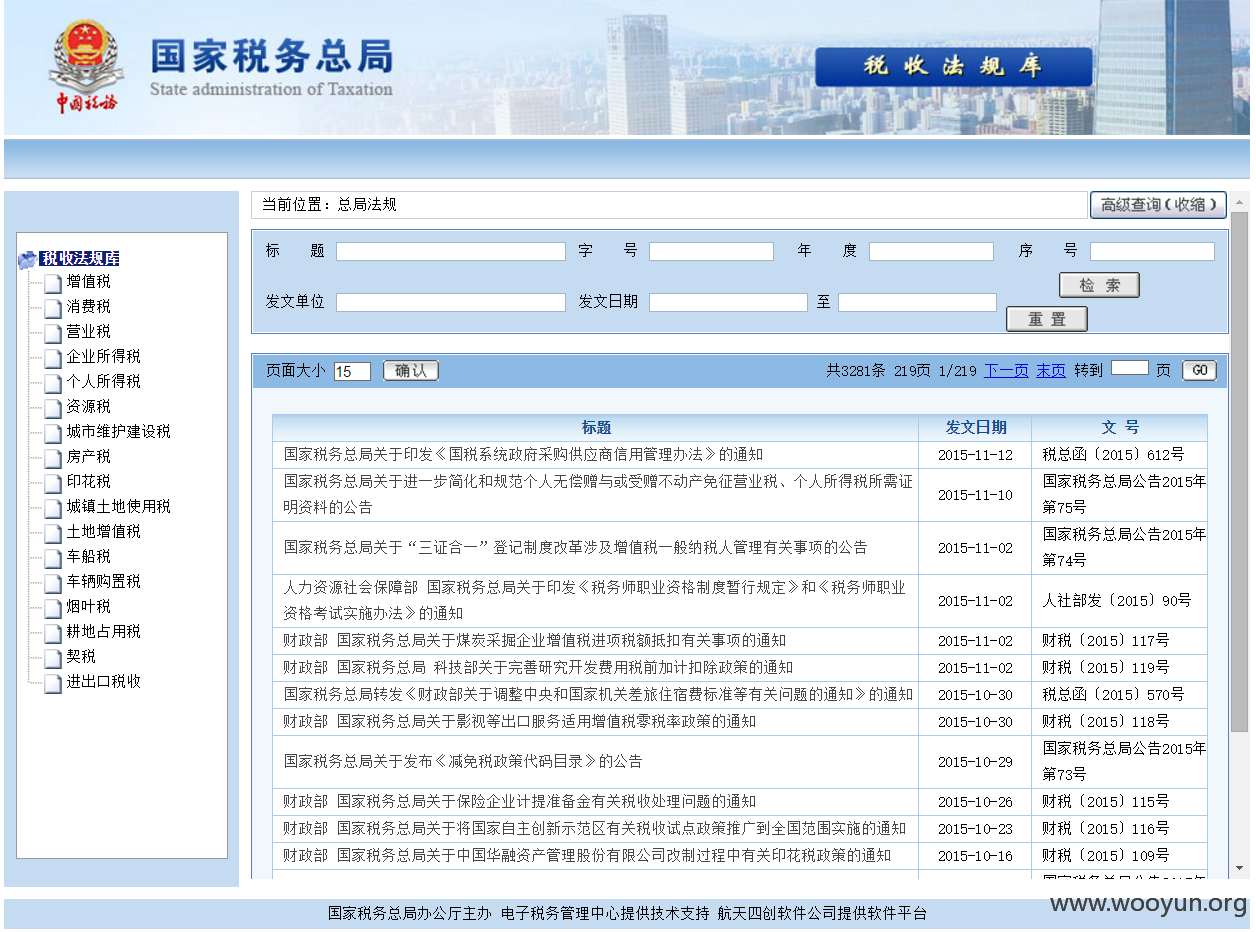 国家税务总局
State administration of Taxation
中国税务
税收法规库
当前位置：总局法规
高级查询(收缩)
税收法规库
增值税
消费税
营业税
企业所得税
个人所得税
资源税
城市维护建设税
房产税
印花税
城镇土地使用税
土地增值税
车船税
车辆购置税
烟叶税
耕地占用税
契税
进出口税收
标 题 字 号 年 度 序 号
检 索
发文单位 发文日期 至
重 置
页面大小 15 确认 共3281条 219页 1/219 下一页 末页 转到 页 GO
标题 发文日期 文 号
国家税务总局关于印发《国税系统政府采购供应商信用管理办法》的通知 2015-11-12 税总函〔2015〕612号
国家税务总局关于进一步简化和规范个人无偿赠与或受赠不动产免征营业税、个人所得税所需证
明资料的公告 2015-11-10 国家税务总局公告2015年
第75号
国家税务总局关于“三证合一”登记制度改革涉及增值税一般纳税人管理有关事项的公告 2015-11-02 国家税务总局公告2015年
第74号
人力资源社会保障部 国家税务总局关于印发《税务师职业资格制度暂行规定》和《税务师职业
资格考试实施办法》的通知 2015-11-02 人社部发〔2015〕90号
财政部 国家税务总局关于煤炭采掘企业增值税进项税额抵扣有关事项的通知 2015-11-02 财税〔2015〕117号
财政部 国家税务总局 科技部关于完善研究开发费用税前加计扣除政策的通知 2015-11-02 财税〔2015〕119号
国家税务总局转发《财政部关于调整中央和国家机关差旅住宿费标准等有关问题的通知》的通知 2015-10-30 税总函〔2015〕570号
财政部 国家税务总局关于影视等出口服务适用增值税零税率政策的通知 2015-10-30 财税〔2015〕118号
国家税务总局关于发布《减免税政策代码目录》的公告 2015-10-29 国家税务总局公告2015年
第73号
财政部 国家税务总局关于保险企业计提准备金有关税收处理问题的通知 2015-10-26 财税〔2015〕115号
财政部 国家税务总局关于将国家自主创新示范区有关税收试点政策推广到全国范围实施的通知 2015-10-23 财税〔2015〕116号
财政部 国家税务总局关于中国华融资产管理股份有限公司改制过程中有关印花税政策的通知 2015-10-16 财税〔2015〕109号
国家税务总局办公厅主办 电子税务管理中心提供技术支持 航天四创软件公司提供软件平台
www.wooyun.org